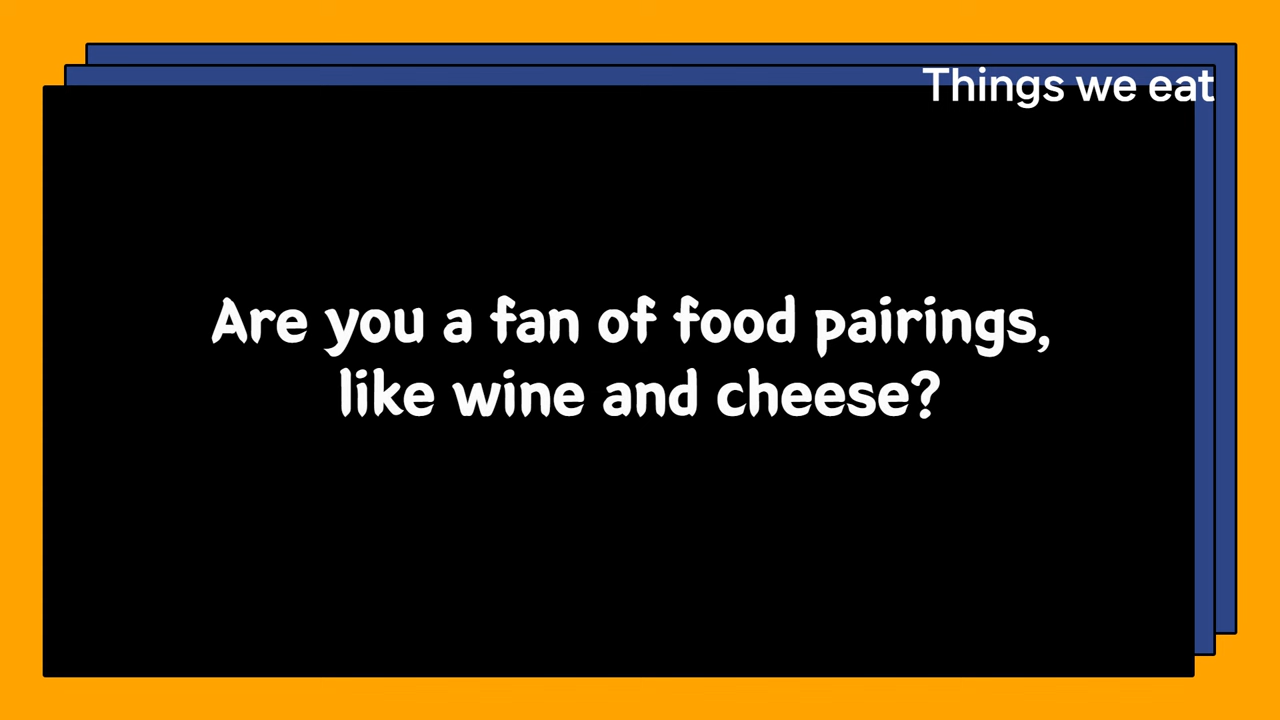 Things we eat
Are you a fan of food pairings,
like wine and cheese?